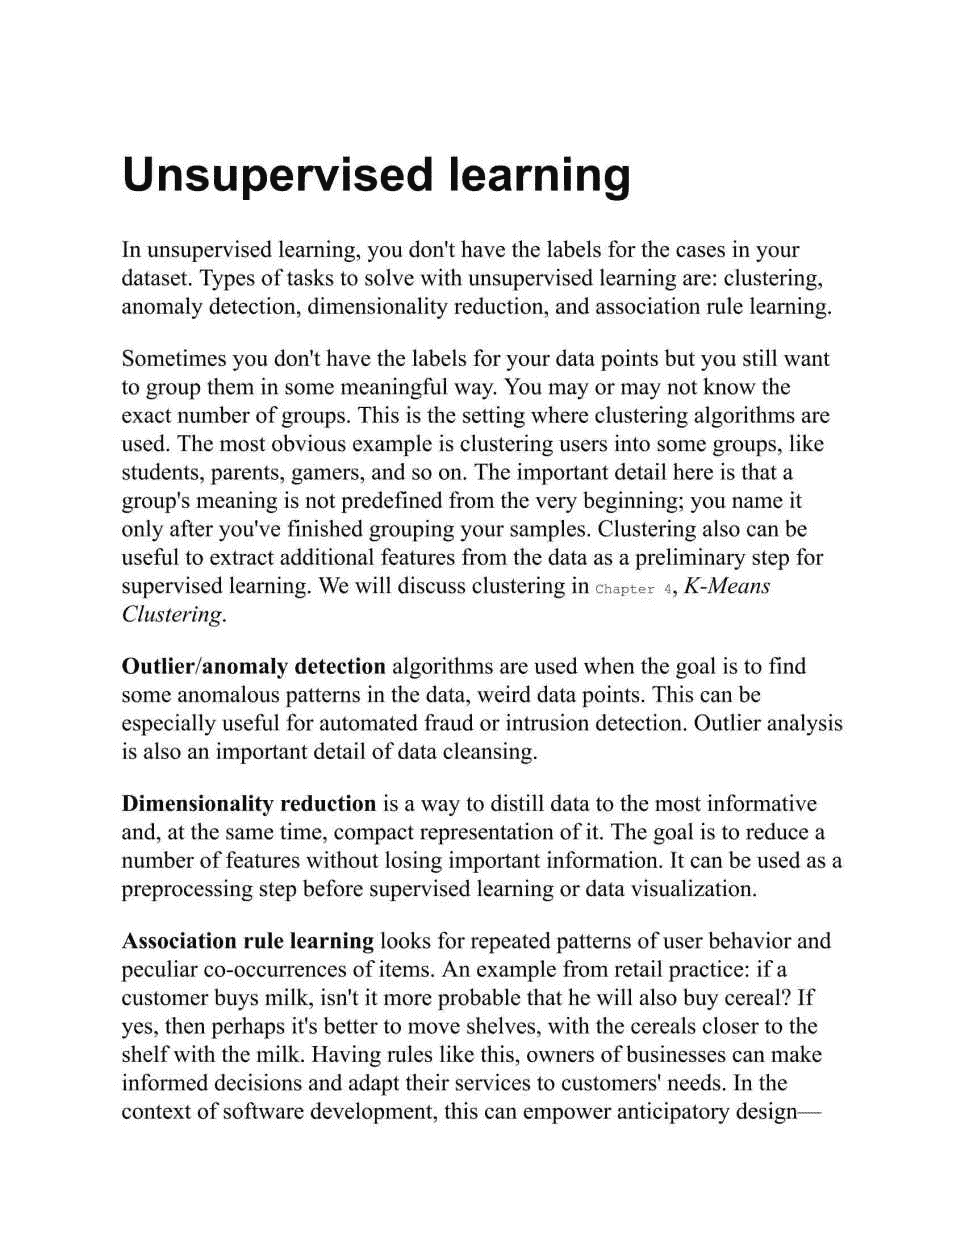 Unsupervised learning
In unsupervised learning, you don't have the labels for the cases in your
dataset. Types of tasks to solve with unsupervised learning are: clustering,
anomaly detection, dimensionality reduction, and association rule learning.
Sometimes you don't have the labels for your data points but you still want
to group them in some meaningful way. You may or may not know the
exact number of groups. This is the setting where clustering algorithms are
used. The most obvious example is clustering users into some groups, like
students, parents, gamers, and so on. The important detail here is that a
group's meaning is not predefined from the very beginning; you name it
only after you've finished grouping your samples. Clustering also can be
useful to extract additional features from the data as a preliminary step for
supervised learning. We will discuss clustering in Chapter 4, K-Means
Clustering.
Outlier/anomaly detection algorithms are used when the goal is to find
some anomalous patterns in the data, weird data points. This can be
especially useful for automated fraud or intrusion detection. Outlier analysis
is also an important detail of data cleansing.
Dimensionality reduction is a way to distill data to the most informative
and, at the same time, compact representation of it. The goal is to reduce a
number of features without losing important information. It can be used as a
preprocessing step before supervised learning or data visualization.
Association rule learning looks for repeated patterns of user behavior and
peculiar co-occurrences of items. An example from retail practice: if a
customer buys milk, isn't it more probable that he will also buy cereal? If
yes, then perhaps it's better to move shelves, with the cereals closer to the
shelf with the milk. Having rules like this, owners of businesses can make
informed decisions and adapt their services to customers' needs. In the
context of software development, this can empower anticipatory design—